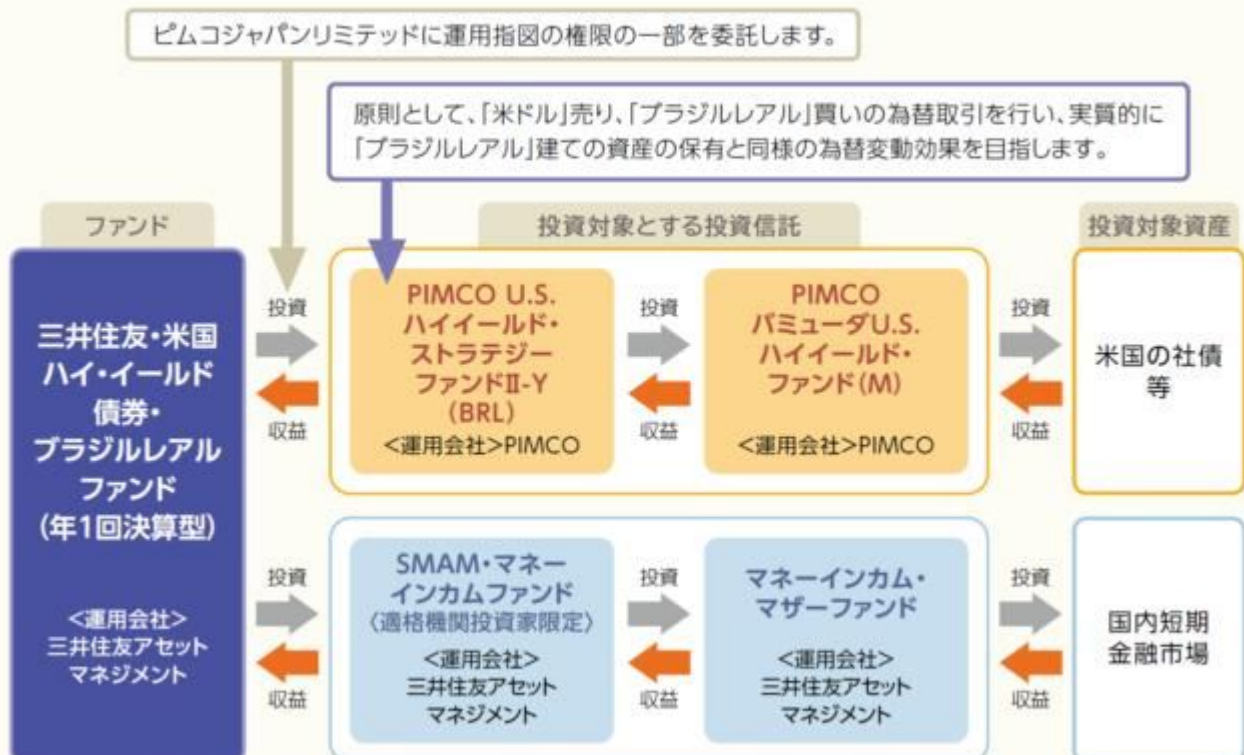 ピムコジャパンリミテッドに運用指図の権限の一部を委託します。
原則として、「米ドル」売り、「ブラジルレアル」買いの為替取引を行い、実質的に
「ブラジルレアル」建ての資産の保有と同様の為替変動効果を目指します。
ファンド
投資対象とする投資信託
投資対象資産
三井住友・米国
ハイ・イールド
債券・
ブラジルレアル
ファンド
(年1回決算型)
<運用会社>
三井住友アセット
マネジメント
投資
収益
PIMCO U.S.
ハイイールド・
ストラテジー
ファンドII-Y
(BRL)
<運用会社>PIMCO
投資
収益
PIMCO
バミューダU.S.
ハイイールド・
ファンド(M)
<運用会社>PIMCO
投資
収益
米国の社債
等
投資
収益
SMAM・マネー
インカムファンド
〈適格機関投資家限定〉
<運用会社>
三井住友アセット
マネジメント
投資
収益
マネーインカム・
マザーファンド
<運用会社>
三井住友アセット
マネジメント
投資
収益
国内短期
金融市場